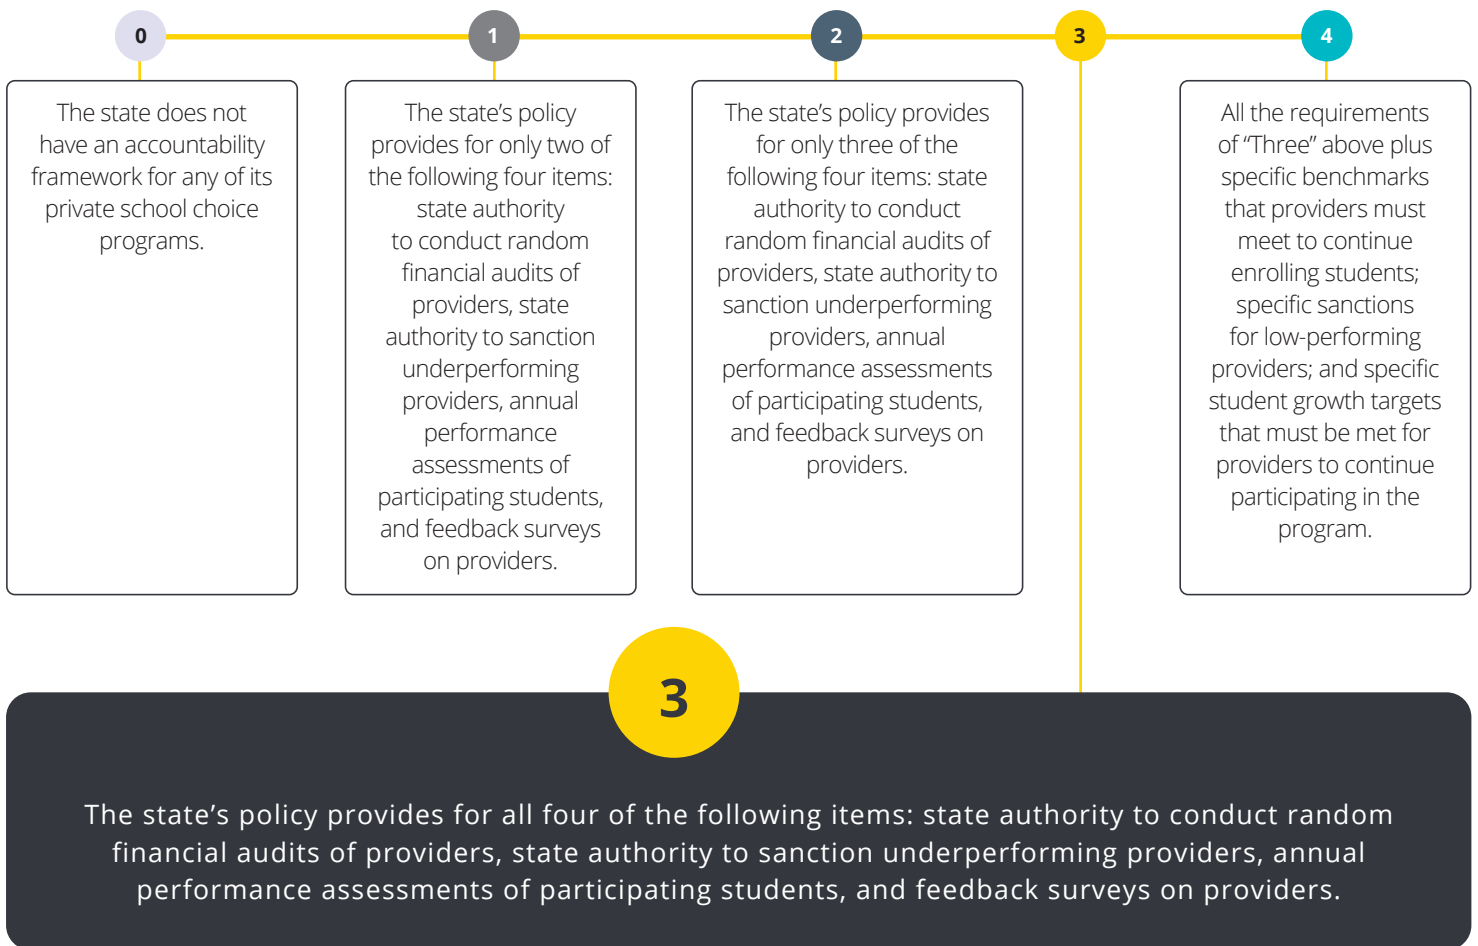 0
1
2
3
4
The state does not
have an accountability
framework for any of its
private school choice
programs.
The state’s policy
provides for only two of
the following four items:
state authority
to conduct random
financial audits of
providers, state
authority to sanction
underperforming
providers, annual
performance
assessments of
participating students,
and feedback surveys
on providers.
The state’s policy provides
for only three of the
following four items: state
authority to conduct
random financial audits of
providers, state authority to
sanction underperforming
providers, annual
performance assessments
of participating students,
and feedback surveys on
providers.
All the requirements
of “Three” above plus
specific benchmarks
that providers must
meet to continue
enrolling students;
specific sanctions
for low-performing
providers; and specific
student growth targets
that must be met for
providers to continue
participating in the
program.
3
The state’s policy provides for all four of the following items: state authority to conduct random
financial audits of providers, state authority to sanction underperforming providers, annual
performance assessments of participating students, and feedback surveys on providers.